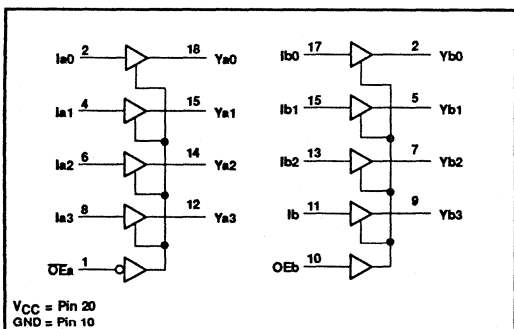 Ia0 2 18 Ya0
Ia1 4 15 Ya1
Ia2 6 14 Ya2
Ia3 8 12 Ya3
OEa 1
Ib0 17 2 Yb0
Ib1 15 5 Yb1
Ib2 13 7 Yb2
Ib 11 9 Yb3
OEb 10
VCC = Pin 20
GND = Pin 10